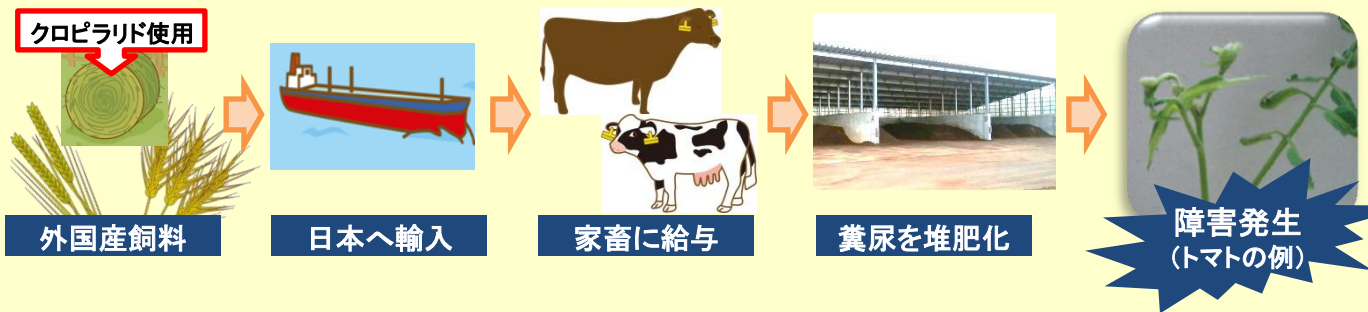 クロピラリド使用
外国産飼料
日本へ輸入
家畜に給与
糞尿を堆肥化
障害発生
（トマトの例）